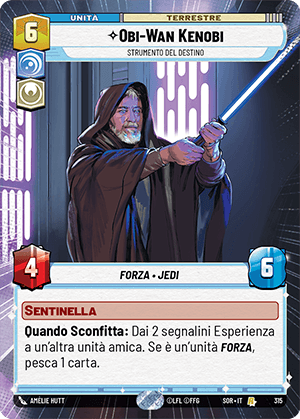 UNITÀ TERRESTRE
6
✧OBI-WAN KENOBI
STRUMENTO DEL DESTINO
4
FORZA • JEDI
6
SENTINELLA
Quando Sconfitta: Dai 2 segnalini Esperienza
a un'altra unità amica. Se è un'unità FORZA,
pesca 1 carta.
AMÉLIE HUTT ©LFL ©FFG SOR • IT 315